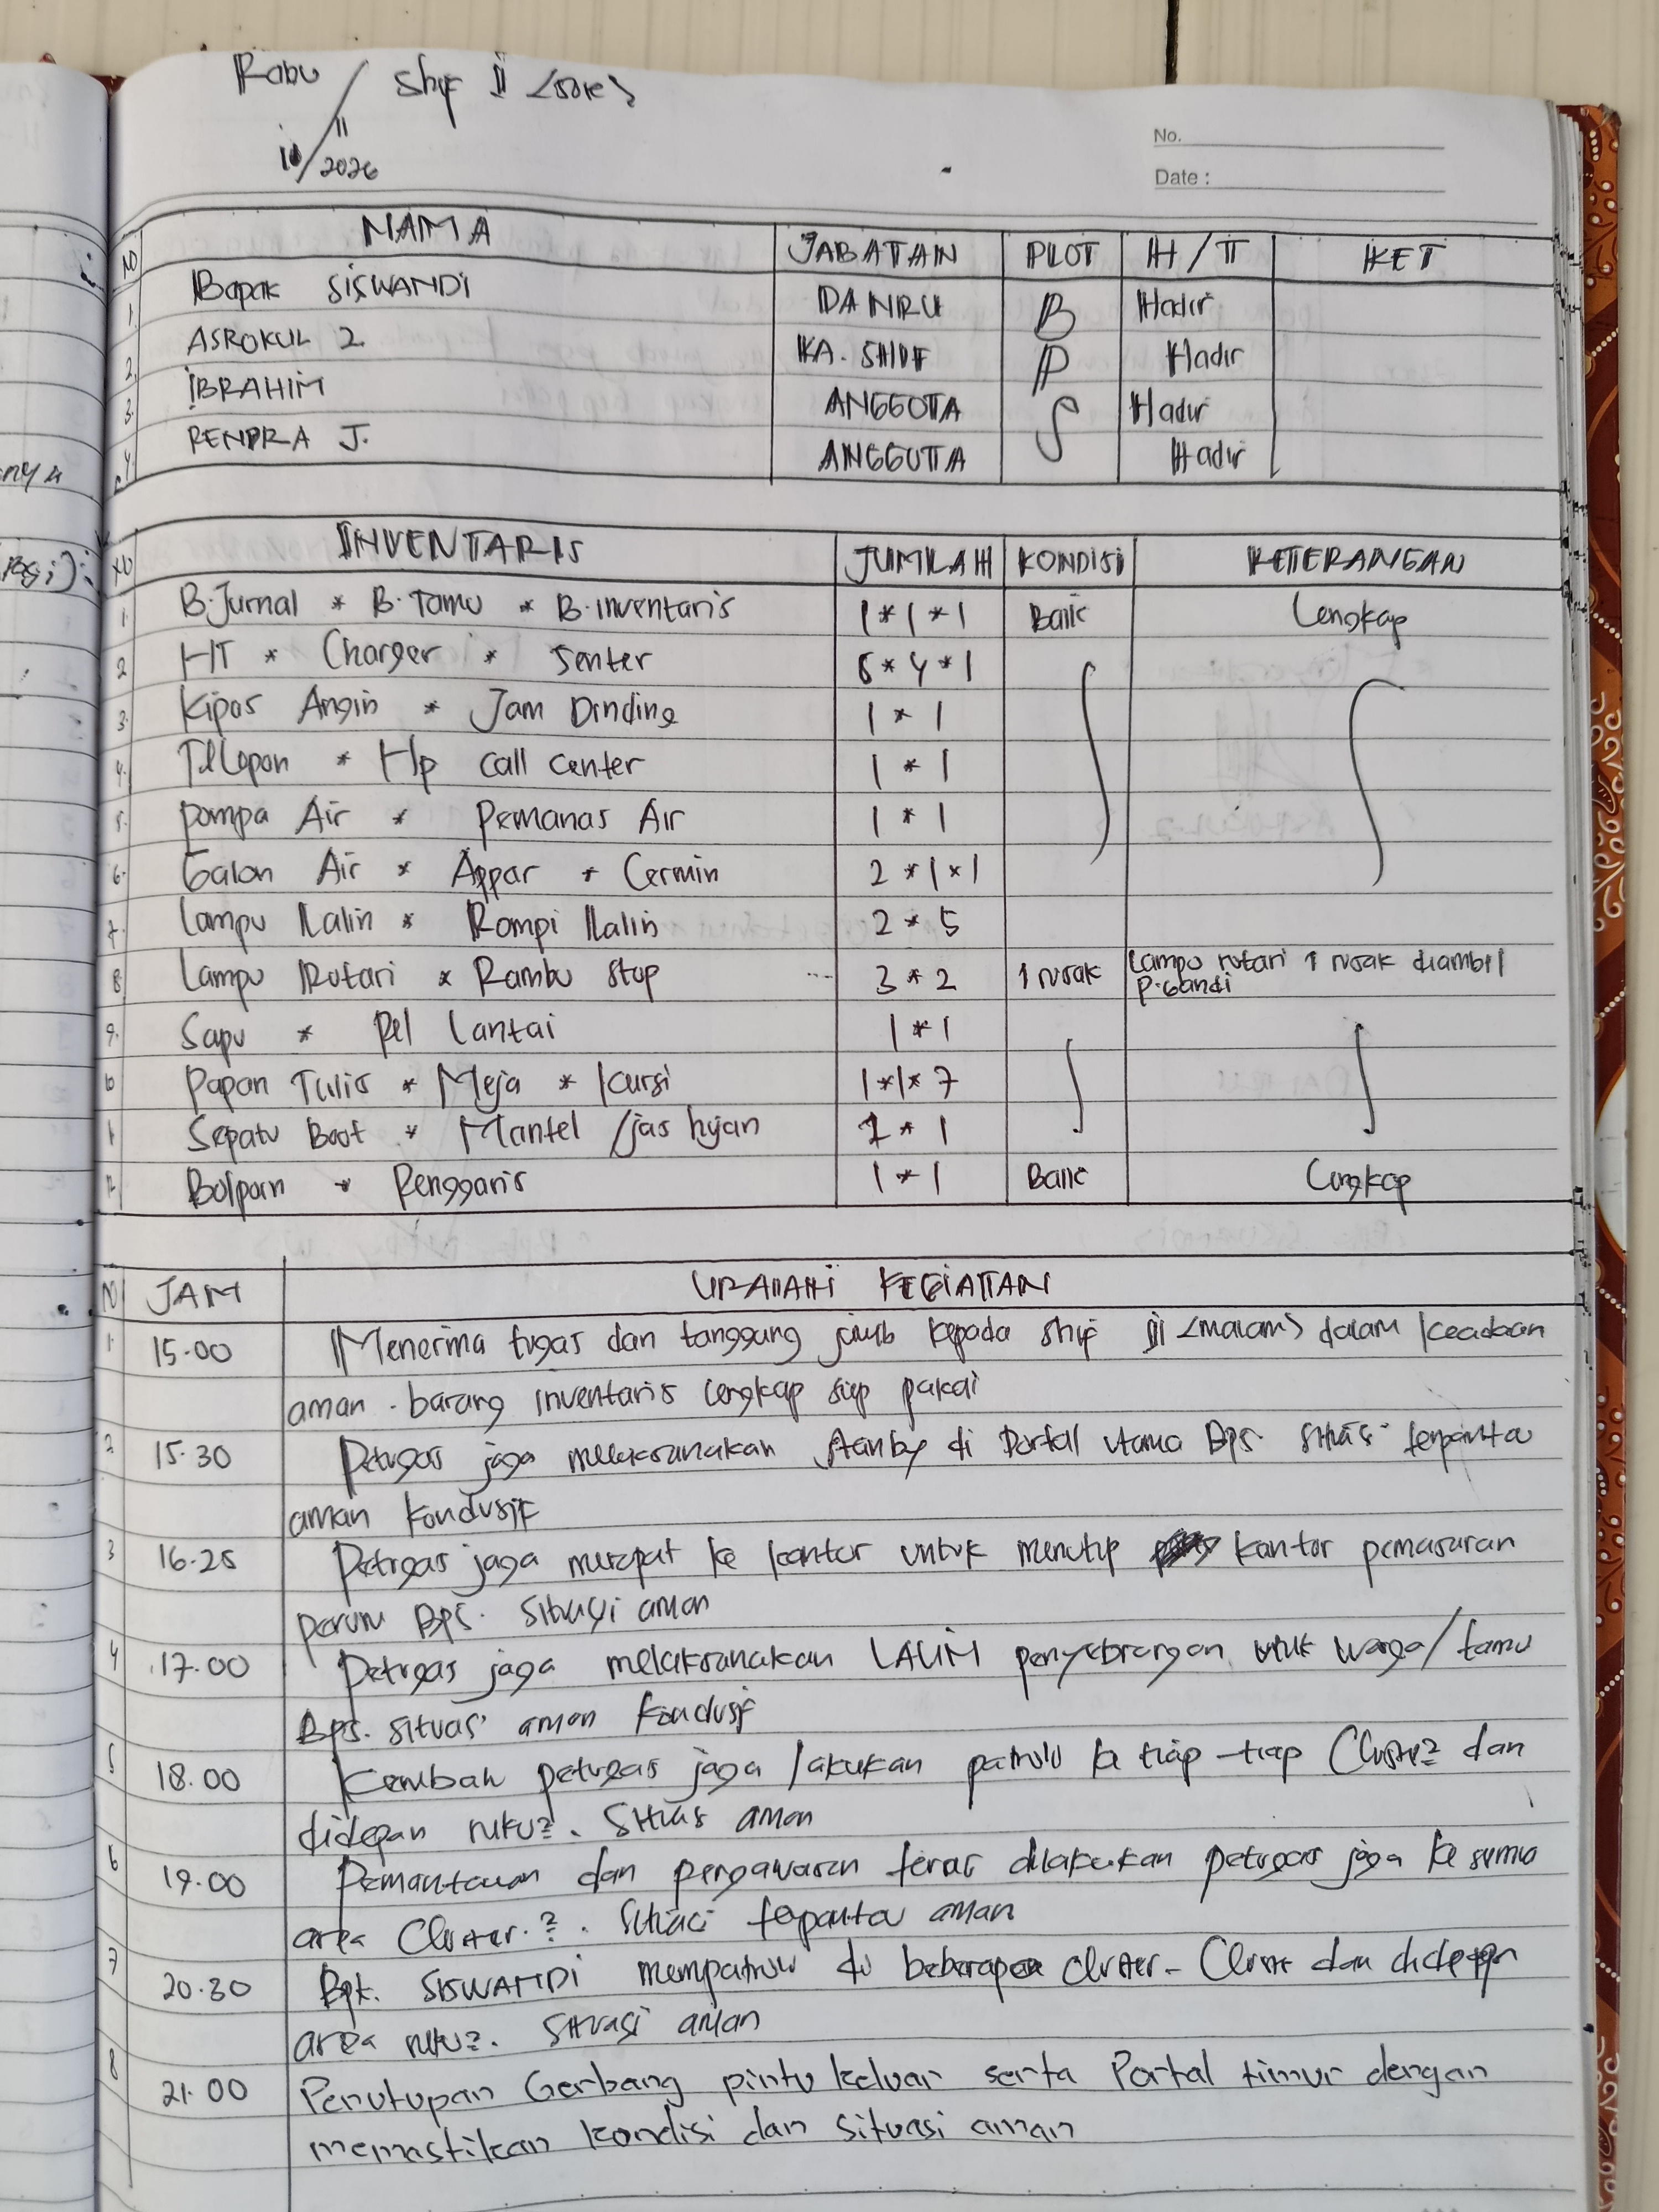 Rabu / Shif II <sore>
10/11/2026
No.
Date :
NO NAMA JABATAN PLOT H/T KET
1. Bapak SISWANDI DANRU B Hadir
2. ASROKUL 2 KA. SHIF P Hadir
3. IBRAHIM ANGGOTA S Hadir
4. RENDRA J. ANGGOTA Hadir
NO INVENTARIS JUMLAH KONDISI KETERANGAN
1. B.Jurnal * B.Tamu * B.inventaris 1*1*1 Baik Lengkap
2 HT * Charger * Senter 5*4*1
3. Kipas Angin * Jam Dinding 1*1
4. Tellepon * Hp call center 1*1
5. Pompa Air * Pemanas Air 1*1
6. Galon Air * Appar * Cermin 2*1*1
7. Lampu Lalin * Rompi Lalin 2*5
8 Lampu Rotari * Rambu Stop 3*2 1 rusak Lampu rotari 1 rusak diambil
P.Gandi
9. Sapu * Pel Lantai 1*1
10 Papan Tulis * Meja * Kursi 1*1*7
11 Sepatu Boot * Mantel /jas hujan 7*1
12 Bolpoin * Penggaris 1*1 Baik Lengkap
NO JAM URAIAN KEGIATAN
1 15.00 Menerima tugas dan tanggung jawb kepada shif III <malam> dalam keadaan
aman . barang inventaris lengkap siap pakai
2 15.30 Petugas jaga melaksanakan stanby di Portal utama Bps. situasi terpantau
aman kondusif
3 16.25 Petugas jaga merapat ke kantor untuk menutup kantor pemasaran
perum Bps. Situasi aman
4 17.00 Petugas jaga melaksanakan LALIN penyebrangan untuk warga/tamu
Bps. situasi aman kondusif
5 18.00 Kembali petugas jaga lakukan patroli ke tiap-tiap Cluster2 dan
didepan ruko2. Situasi aman
6 19.00 Pemantauan dan pengawasan terus dilakukan petugas jaga ke semua
area Cluster.2. Situasi terpantau aman
7 20.30 Bpk. SISWANDI mempatroli di beberapa cluster-Cluster dan didepan
area ruko2. Situasi aman
8 21.00 Penutupan Gerbang pintu keluar serta Portal timur dengan
memastikan kondisi dan situasi aman